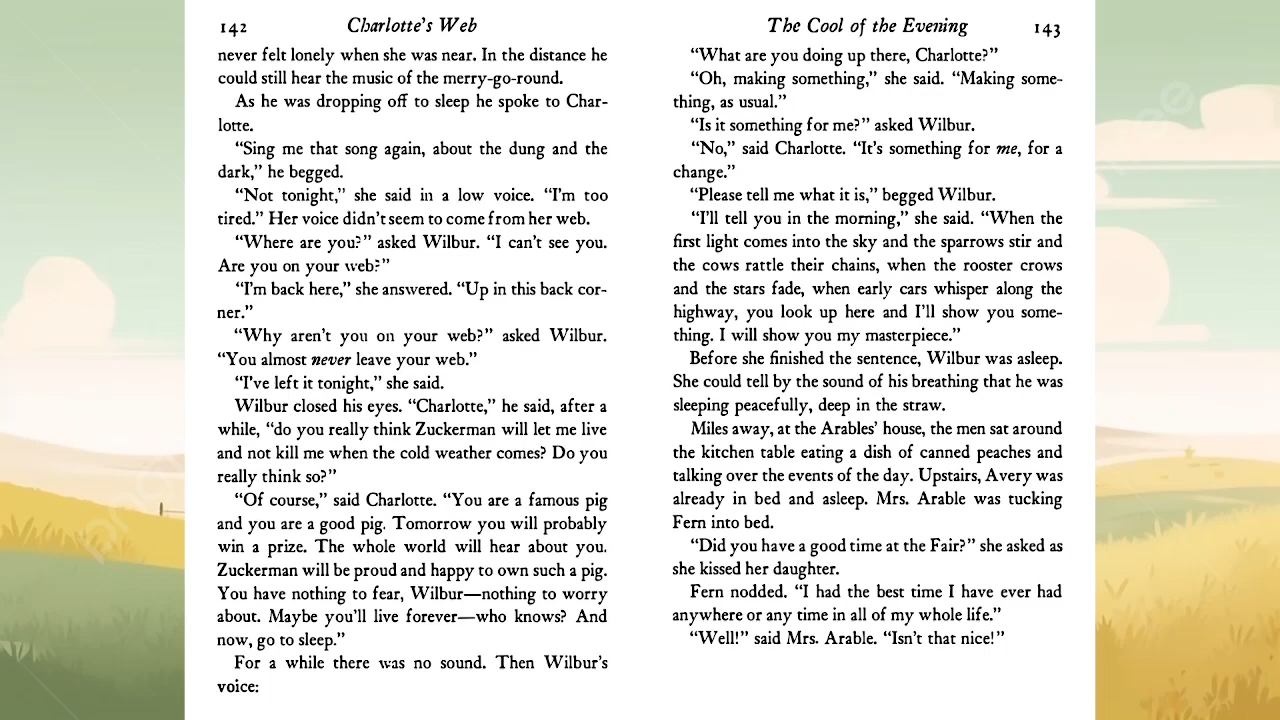 142 Charlotte's Web
never felt lonely when she was near. In the distance he
could still hear the music of the merry-go-round.
As he was dropping off to sleep he spoke to Char-
lotte.
“Sing me that song again, about the dung and the
dark,” he begged.
“Not tonight,” she said in a low voice. “I'm too
tired.” Her voice didn't seem to come from her web.
“Where are you?” asked Wilbur. “I can't see you.
Are you on your web?”
“I'm back here,” she answered. “Up in this back cor-
ner.”
“Why aren't you on your web?” asked Wilbur.
“You almost never leave your web.”
“I've left it tonight,” she said.
Wilbur closed his eyes. “Charlotte,” he said, after a
while, “do you really think Zuckerman will let me live
and not kill me when the cold weather comes? Do you
really think so?”
“Of course,” said Charlotte. “You are a famous pig
and you are a good pig. Tomorrow you will probably
win a prize. The whole world will hear about you.
Zuckerman will be proud and happy to own such a pig.
You have nothing to fear, Wilbur—nothing to worry
about. Maybe you'll live forever—who knows? And
now, go to sleep.”
For a while there was no sound. Then Wilbur's
voice:
The Cool of the Evening 143
“What are you doing up there, Charlotte?”
“Oh, making something,” she said. “Making some-
thing, as usual.”
“Is it something for me?” asked Wilbur.
“No,” said Charlotte. “It's something for me, for a
change.”
“Please tell me what it is,” begged Wilbur.
“I'll tell you in the morning,” she said. “When the
first light comes into the sky and the sparrows stir and
the cows rattle their chains, when the rooster crows
and the stars fade, when early cars whisper along the
highway, you look up here and I'll show you some-
thing. I will show you my masterpiece.”
Before she finished the sentence, Wilbur was asleep.
She could tell by the sound of his breathing that he was
sleeping peacefully, deep in the straw.
Miles away, at the Arables' house, the men sat around
the kitchen table eating a dish of canned peaches and
talking over the events of the day. Upstairs, Avery was
already in bed and asleep. Mrs. Arable was tucking
Fern into bed.
“Did you have a good time at the Fair?” she asked as
she kissed her daughter.
Fern nodded. “I had the best time I have ever had
anywhere or any time in all of my whole life.”
“Well!” said Mrs. Arable. “Isn't that nice!”